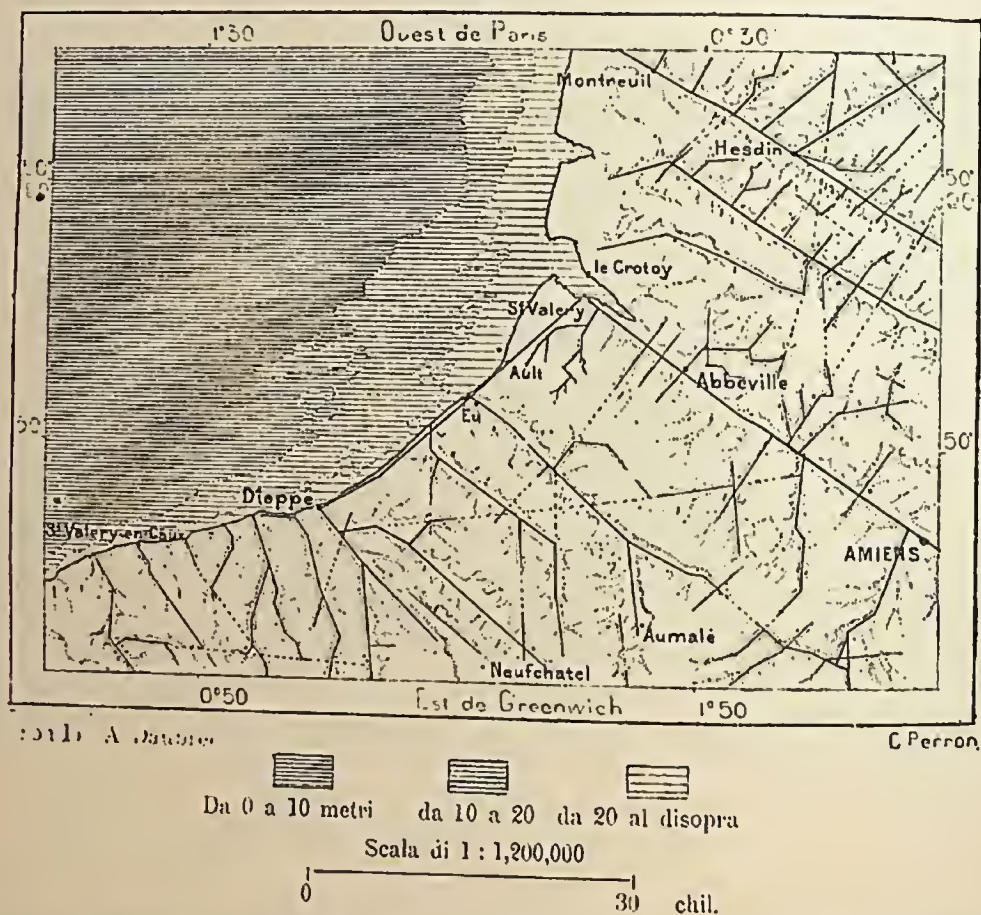 1°30 Ouest de Paris 0°30'
Montreuil
Hesdin
50'
le Crotoy
St Valery
Ault
Abbeville
Eu
50'
Dieppe
St Valery-en-Caux
AMIENS
Aumale
Neufchatel
0°50 Est de Greenwich 1°50
A C. Perron
Da 0 a 10 metri da 10 a 20 da 20 al disopra
Scala di 1 : 1,200,000
0 30 chil.